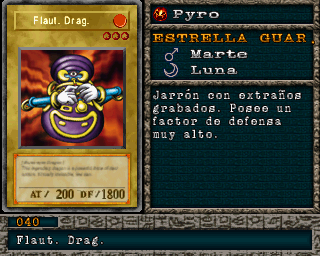 Flaut. Drag.
AT/ 200 DF/1800
Pyro
ESTRELLA GUAR.
Marte
Luna
Jarrón con extraños
grabados. Posee un
factor de defensa
muy alto.
040
Flaut. Drag.